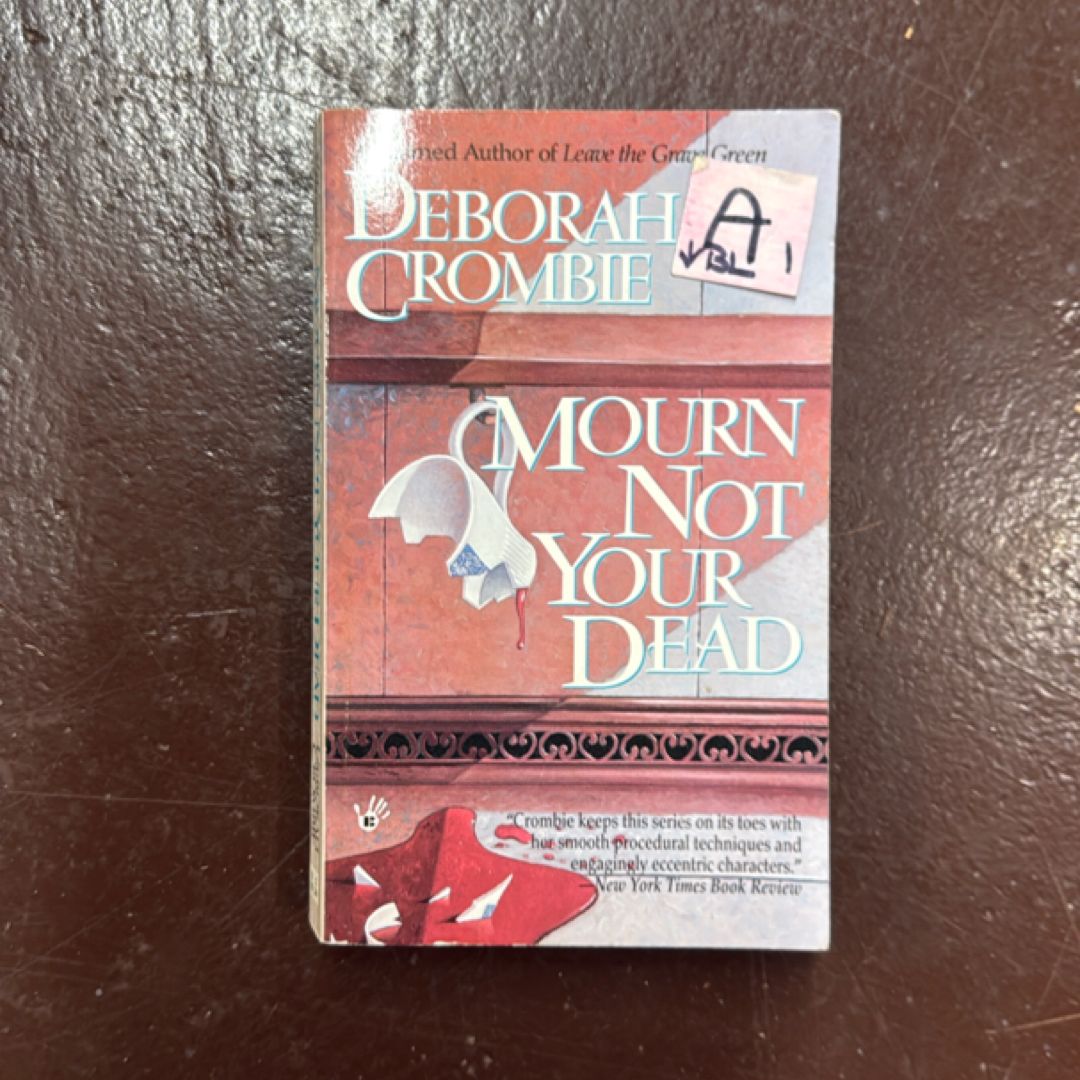 Author of Leave the Grave Green
DEBORAH
CROMBIE
A
↓BL 1
MOURN
NOT
YOUR
DEAD
"Crombie keeps this series on its toes with
her smooth procedural techniques and
engagingly eccentric characters."
—New York Times Book Review